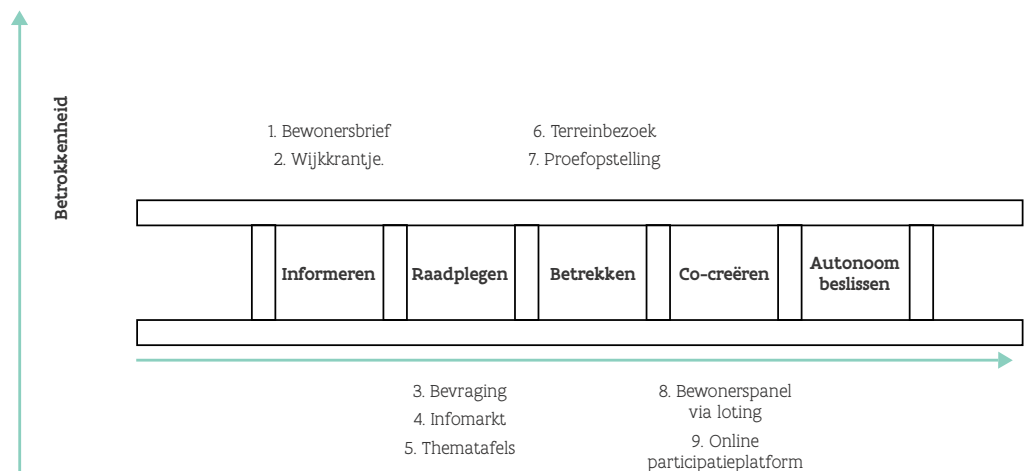 Betrokkenheid
1. Bewonersbrief
2. Wijkkrantje.
6. Terreinbezoek
7. Proefopstelling
Informeren
Raadplegen
Betrekken
Co-creëren
Autonoom
beslissen
3. Bevraging
4. Infomarkt
5. Thematafels
8. Bewonerspanel
via loting
9. Online
participatieplatform